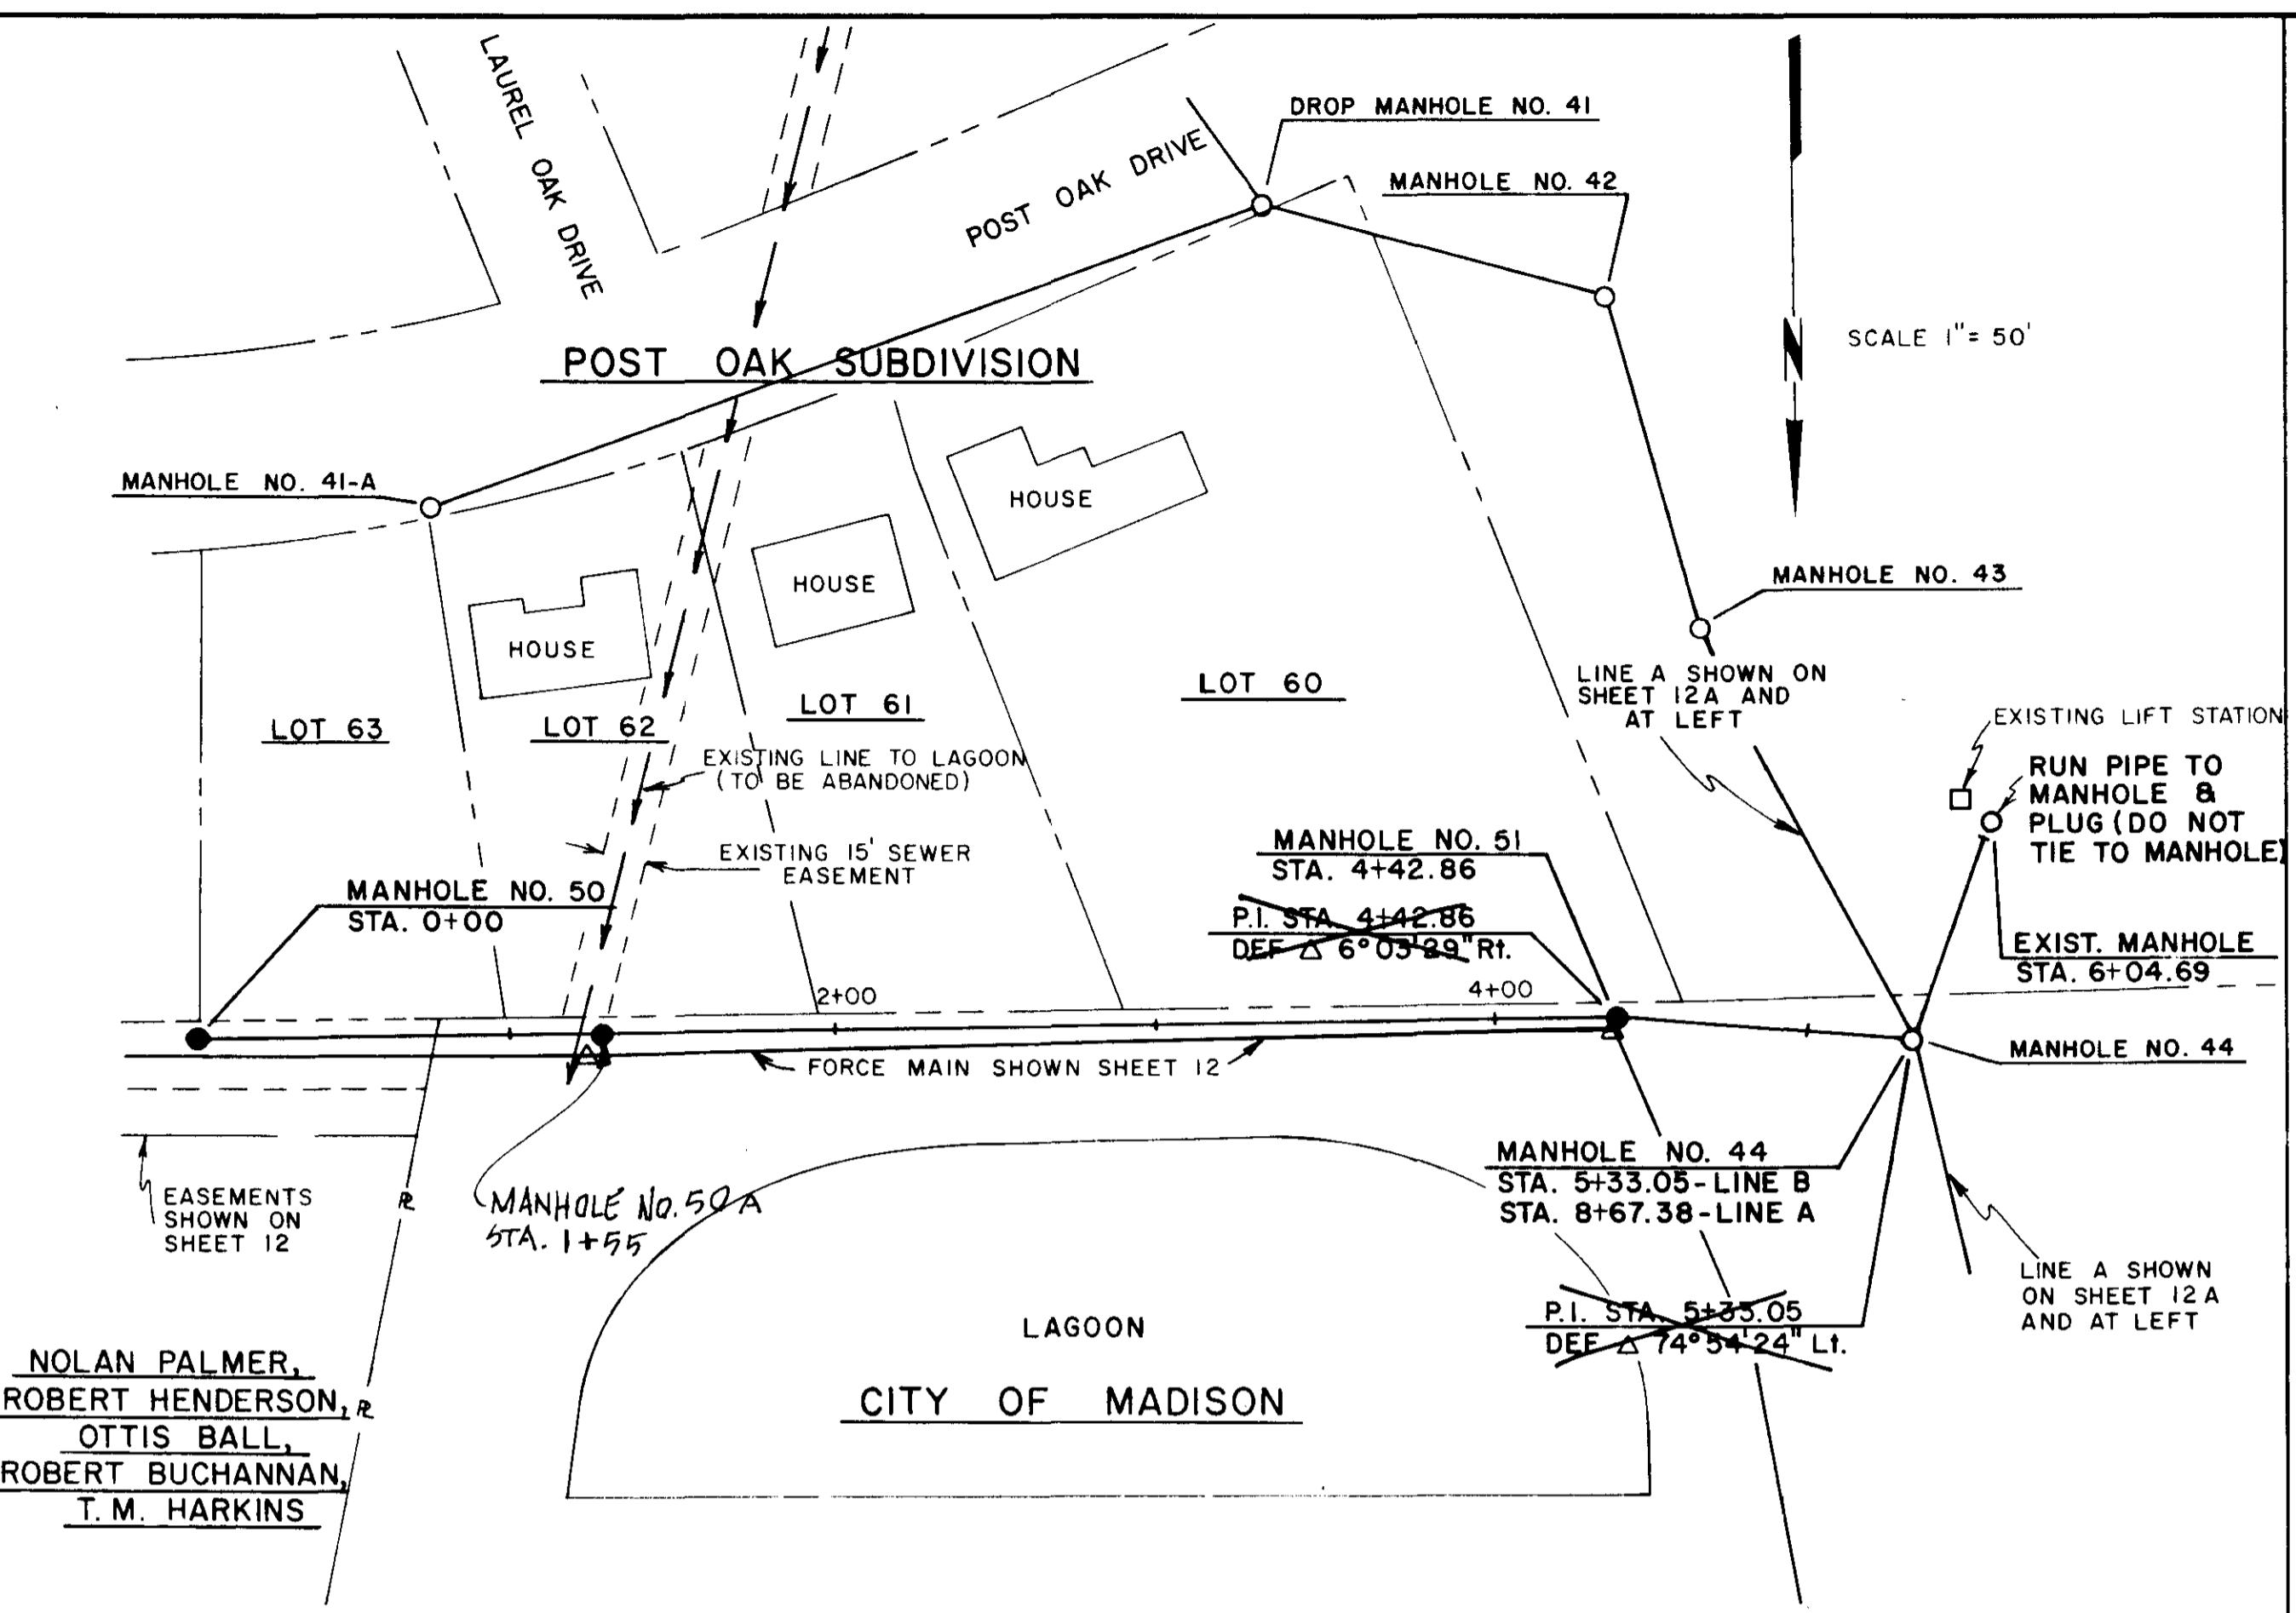 LAUREL OAK DRIVE
POST OAK DRIVE
DROP MANHOLE NO. 41
MANHOLE NO. 42
N
SCALE 1"= 50'
POST OAK SUBDIVISION
MANHOLE NO. 41-A
HOUSE
HOUSE
HOUSE
MANHOLE NO. 43
LOT 63
LOT 62
LOT 61
LOT 60
LINE A SHOWN ON
SHEET 12A AND
AT LEFT
EXISTING LIFT STATION
RUN PIPE TO
MANHOLE &
PLUG (DO NOT
TIE TO MANHOLE)
EXISTING LINE TO LAGOON
(TO BE ABANDONED)
EXISTING 15' SEWER
EASEMENT
MANHOLE NO. 50
STA. 0+00
MANHOLE NO. 51
STA. 4+42.86
P.I. STA. 4+42.86
DEF △ 6°03'29" Rt.
EXIST. MANHOLE
STA. 6+04.69
2+00
4+00
FORCE MAIN SHOWN SHEET 12
MANHOLE NO. 44
MANHOLE NO. 44
STA. 5+33.05-LINE B
STA. 8+67.38-LINE A
EASEMENTS
SHOWN ON
SHEET 12
PL
MANHOLE No. 50 A
STA. 1+55
P.I. STA. 5+33.05
DEF △ 74°54'24" Lt.
LINE A SHOWN
ON SHEET 12A
AND AT LEFT
LAGOON
CITY OF MADISON
NOLAN PALMER,
ROBERT HENDERSON,
PL
OTTIS BALL,
ROBERT BUCHANNAN,
T. M. HARKINS